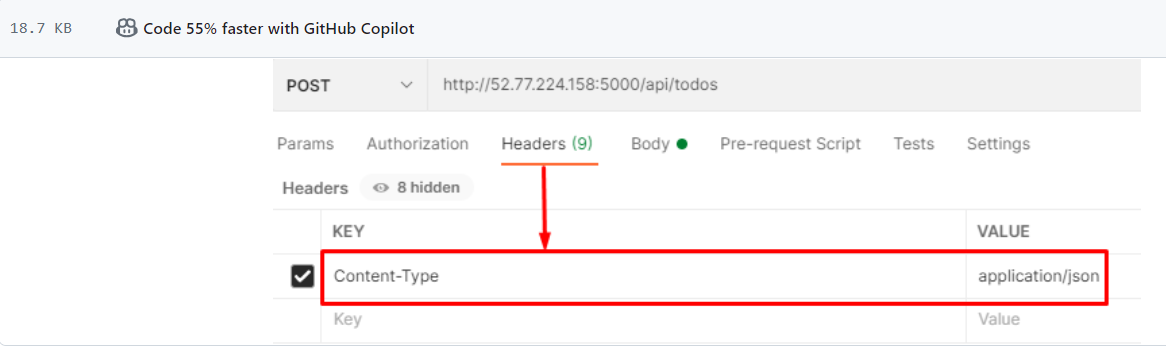 18.7 KB Code 55% faster with GitHub Copilot
POST http://52.77.224.158:5000/api/todos
Params Authorization Headers (9) Body Pre-request Script Tests Settings
Headers 8 hidden
KEY VALUE
Content-Type application/json
Key Value